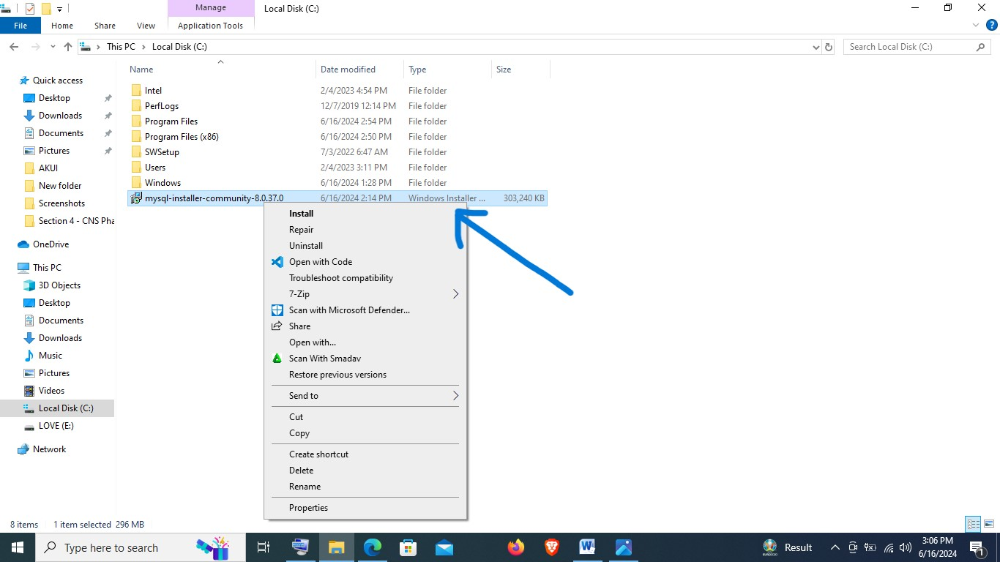 Manage
Local Disk (C:)
File
Home
Share
View
Application Tools
?
This PC
Local Disk (C:)
Search Local Disk (C:)
Name
Date modified
Type
Size
Intel
2/4/2023 4:54 PM
File folder
PerfLogs
12/7/2019 12:14 PM
File folder
Program Files
6/16/2024 2:54 PM
File folder
Program Files (x86)
6/16/2024 2:50 PM
File folder
SWSetup
7/3/2022 6:47 AM
File folder
Users
2/4/2023 3:11 PM
File folder
Windows
6/16/2024 1:28 PM
File folder
mysql-installer-community-8.0.37.0
6/16/2024 2:14 PM
Windows Installer ...
303,240 KB
Quick access
Desktop
Downloads
Documents
Pictures
AKUI
New folder
Screenshots
Section 4 - CNS Pha
OneDrive
This PC
3D Objects
Desktop
Documents
Downloads
Music
Pictures
Videos
Local Disk (C:)
LOVE (E:)
Network
Install
Repair
Uninstall
Open with Code
Troubleshoot compatibility
7-Zip
Scan with Microsoft Defender...
Share
Open with...
Scan With Smadav
Restore previous versions
Send to
Cut
Copy
Create shortcut
Delete
Rename
Properties
8 items
1 item selected 296 MB
Type here to search
Result
3:06 PM
6/16/2024
1